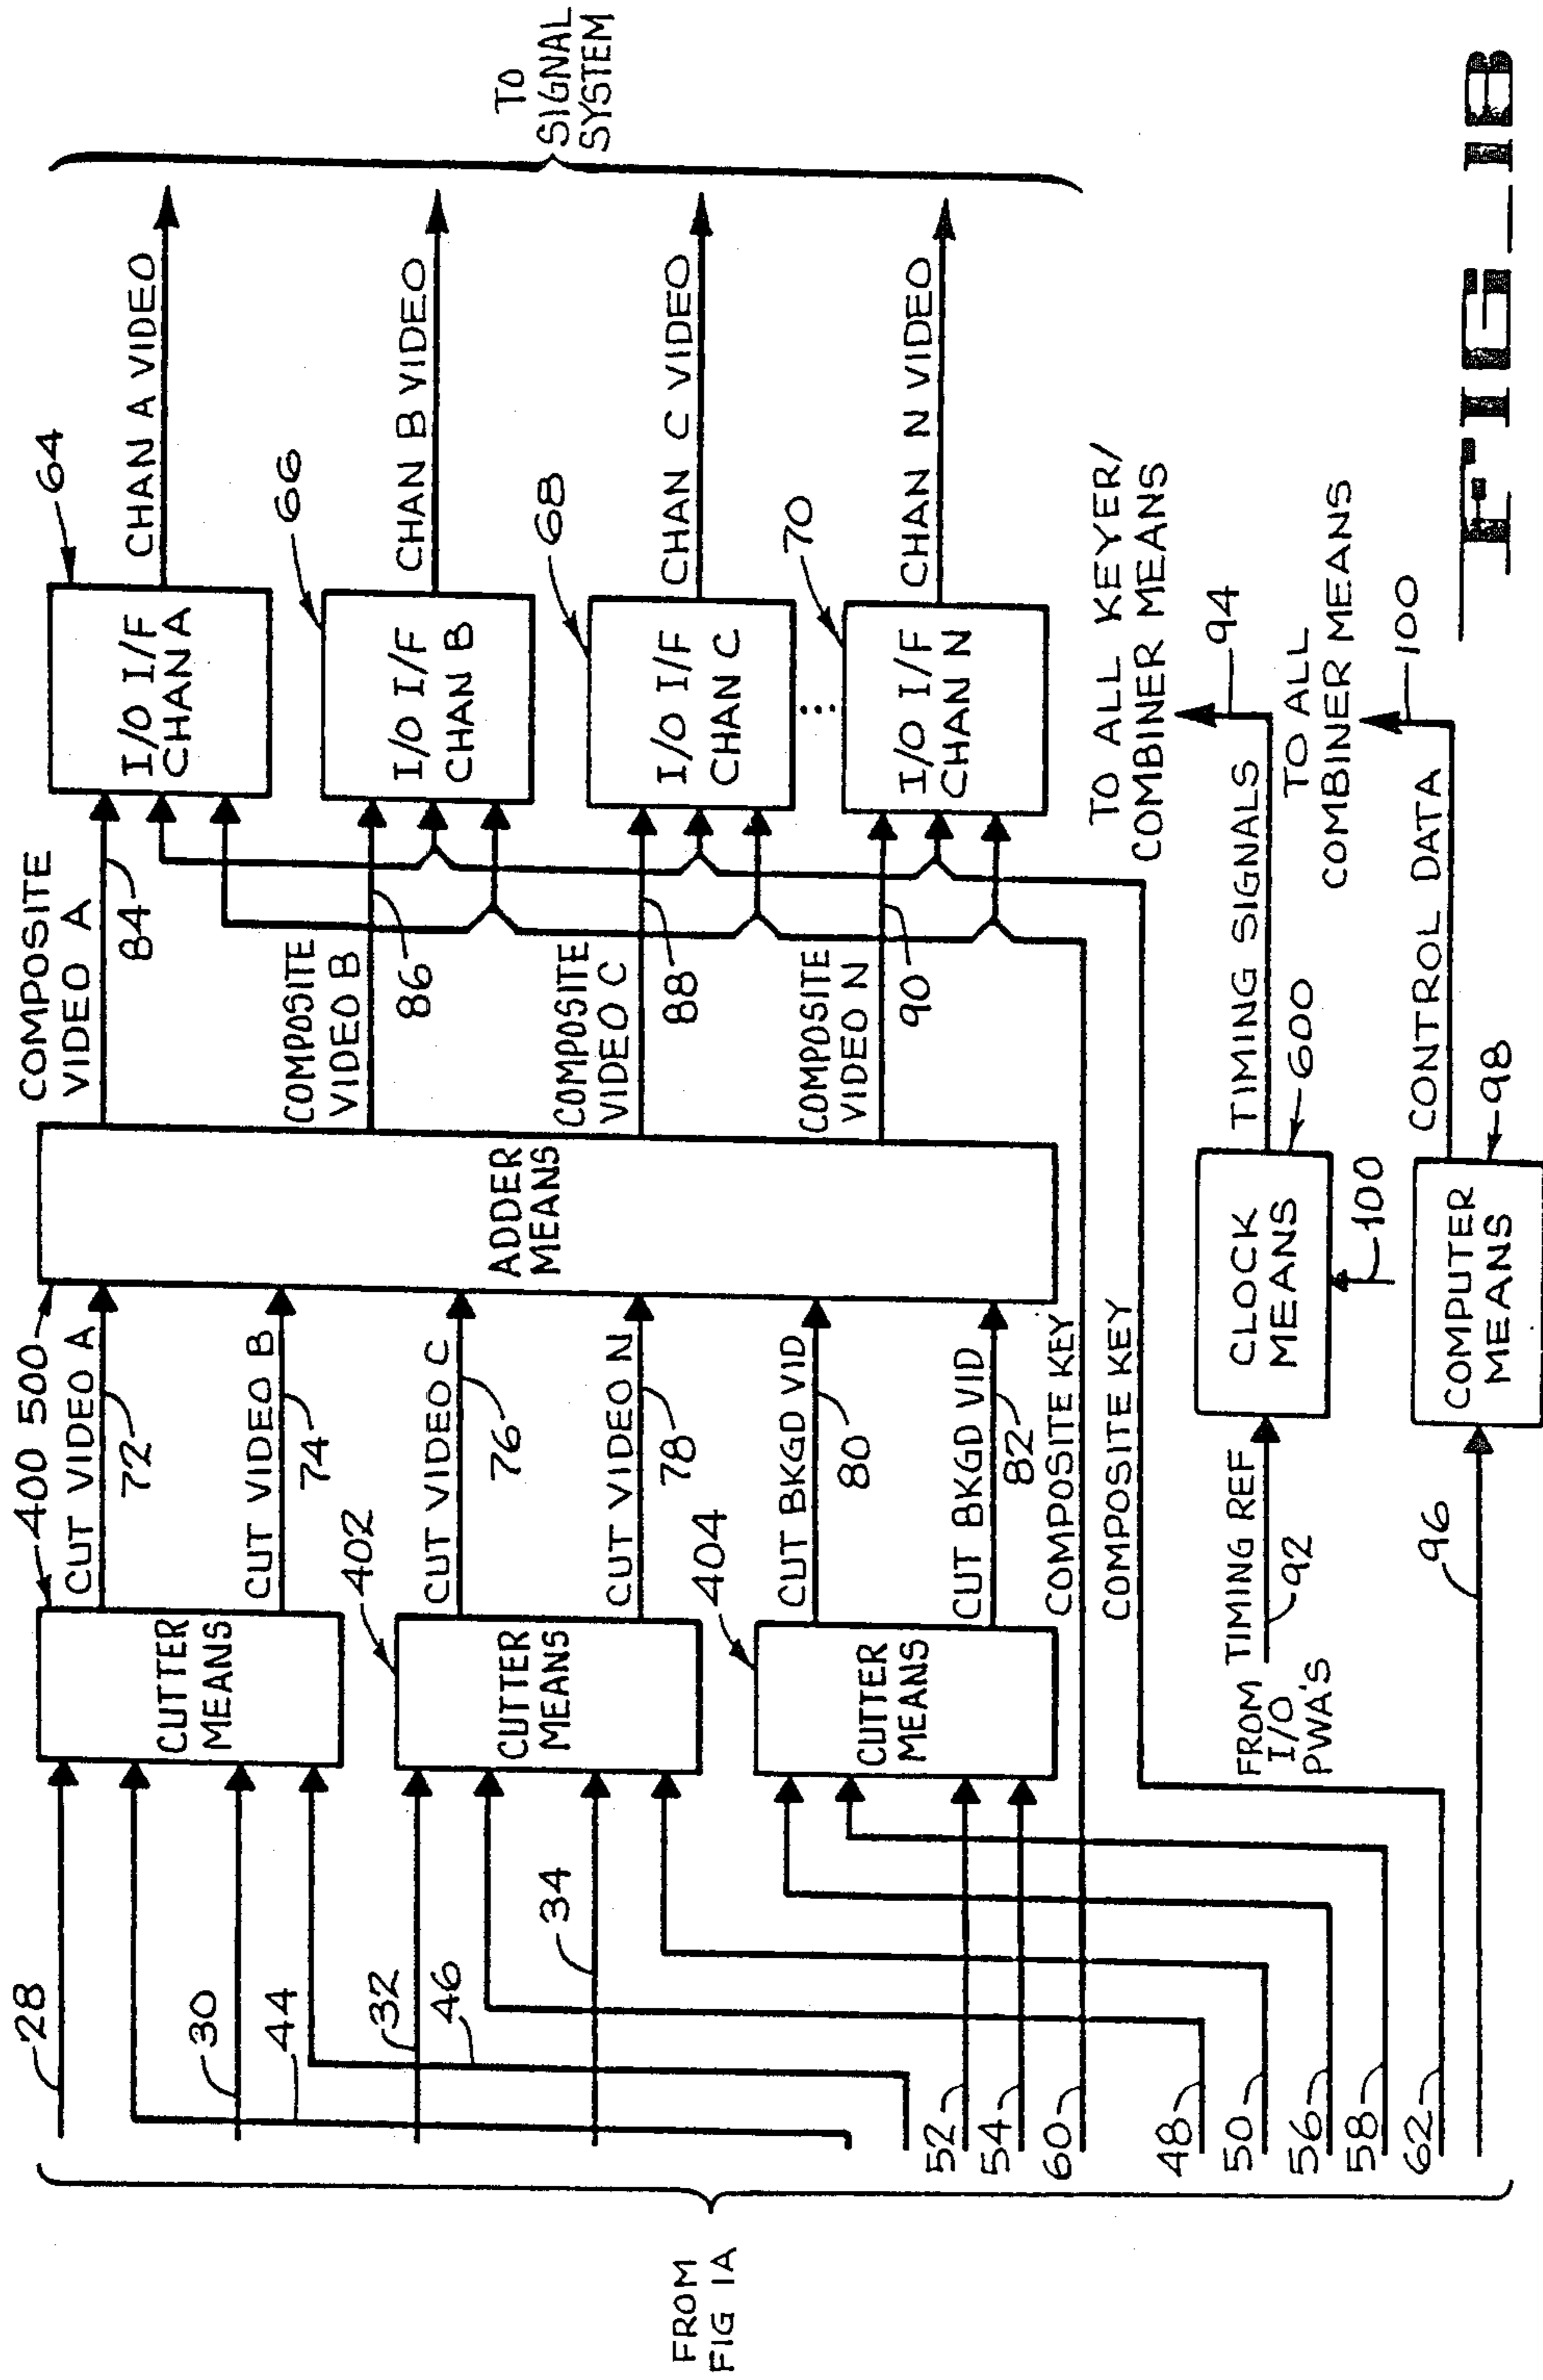 FROM
FIG 1A
28
30
44
32
46
34
52
54
60
48
50
56
58
62
CUTTER
MEANS
400
CUTTER
MEANS
402
CUTTER
MEANS
404
CUT VIDEO A
72
CUT VIDEO B
74
CUT VIDEO C
76
CUT VIDEO N
78
CUT BKGD VID
80
CUT BKGD VID
82
COMPOSITE KEY
COMPOSITE KEY
500
ADDER
MEANS
COMPOSITE
VIDEO A
84
COMPOSITE
VIDEO B
86
COMPOSITE
VIDEO C
88
COMPOSITE
VIDEO N
90
I/O I/F
CHAN A
64
I/O I/F
CHAN B
66
I/O I/F
CHAN C
68
I/O I/F
CHAN N
70
CHAN A VIDEO
CHAN B VIDEO
CHAN C VIDEO
CHAN N VIDEO
TO
SIGNAL
SYSTEM
FROM
I/O
PWA'S
TIMING REF
92
CLOCK
MEANS
600
100
TIMING SIGNALS
94
TO ALL KEYER/
COMBINER MEANS
96
COMPUTER
MEANS
98
CONTROL DATA
100
TO ALL
COMBINER MEANS
FIG_1B